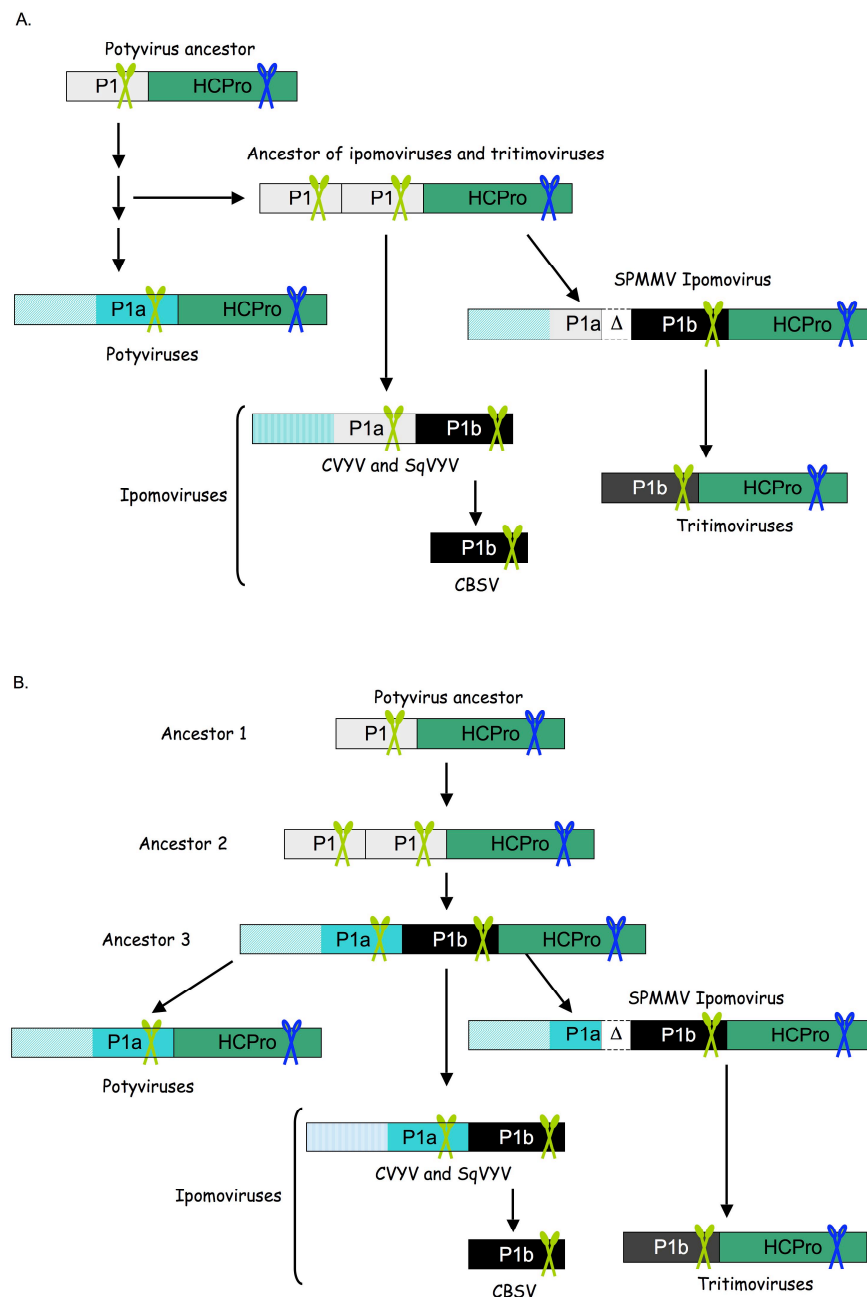 A.
Potyvirus ancestor
P1 HCPro
Ancestor of ipomoviruses and tritimoviruses
P1 P1 HCPro
SPMMV Ipomovirus
P1a HCPro
P1a Δ P1b HCPro
Potyviruses
P1a P1b
CVYV and SqVYV
Ipomoviruses
P1b HCPro
Tritimoviruses
P1b
CBSV
B.
Potyvirus ancestor
Ancestor 1
P1 HCPro
Ancestor 2
P1 P1 HCPro
Ancestor 3
P1a P1b HCPro
SPMMV Ipomovirus
P1a HCPro
P1a Δ P1b HCPro
Potyviruses
P1a P1b
CVYV and SqVYV
Ipomoviruses
P1b HCPro
P1b
Tritimoviruses
CBSV